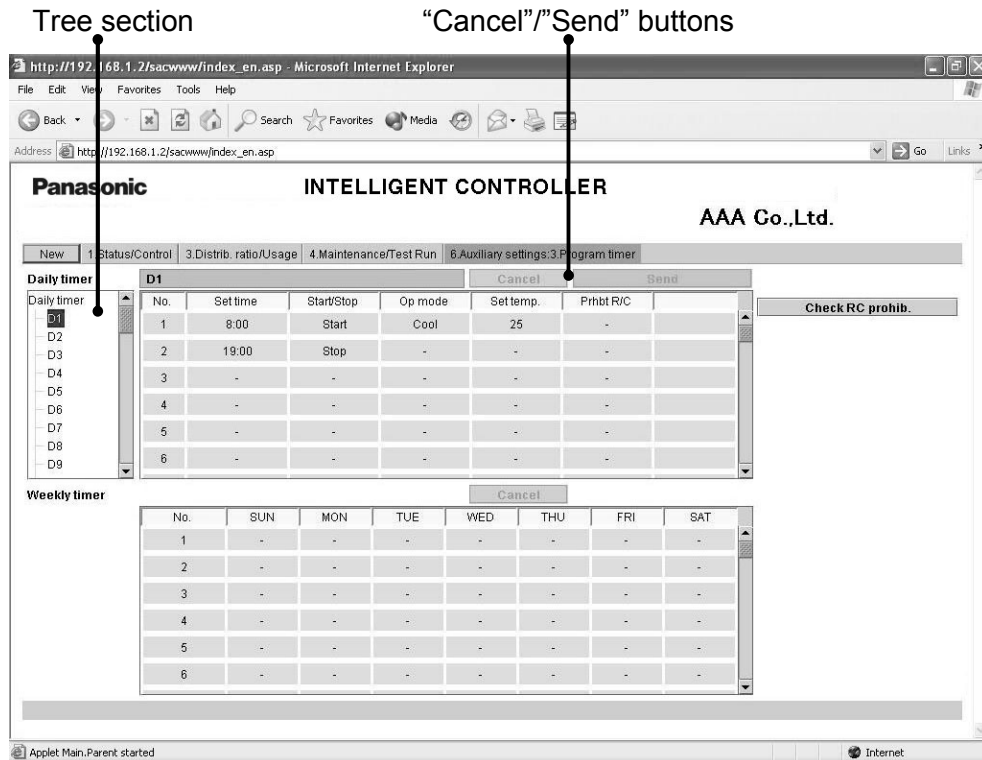 Tree section “Cancel”/”Send” buttons
http://192.168.1.2/sacwww/index_en.asp - Microsoft Internet Explorer
File Edit View Favorites Tools Help
Back Search Favorites Media
Address http://192.168.1.2/sacwww/index_en.asp Go Links
Panasonic INTELLIGENT CONTROLLER
AAA Co.,Ltd.
New 1.Status/Control 3.Distrib. ratio/Usage 4.Maintenance/Test Run 6.Auxiliary settings:3.Program timer
Daily timer D1 Cancel Send
Daily timer No. Set time Start/Stop Op mode Set temp. Prhbt R/C Check RC prohib.
D1 1 8:00 Start Cool 25 -
D2
D3 2 19:00 Stop - - -
D4 3 - - - - -
D5
D6 4 - - - - -
D7 5 - - - - -
D8
D9 6 - - - - -
Weekly timer Cancel
No. SUN MON TUE WED THU FRI SAT
1 - - - - - - -
2 - - - - - - -
3 - - - - - - -
4 - - - - - - -
5 - - - - - - -
6 - - - - - - -
Applet Main.Parent started Internet